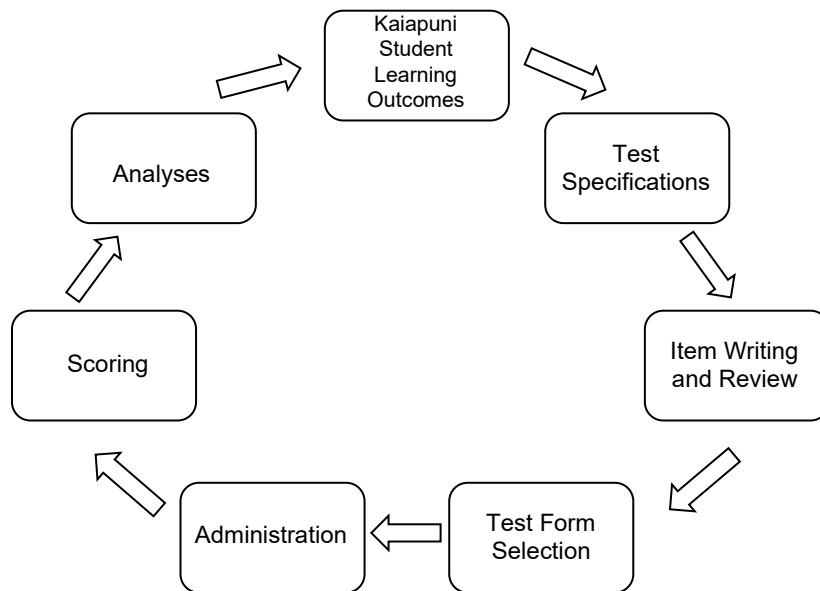 Kaiapuni
Student
Learning
Outcomes
Test
Specifications
Item Writing
and Review
Test Form
Selection
Administration
Scoring
Analyses